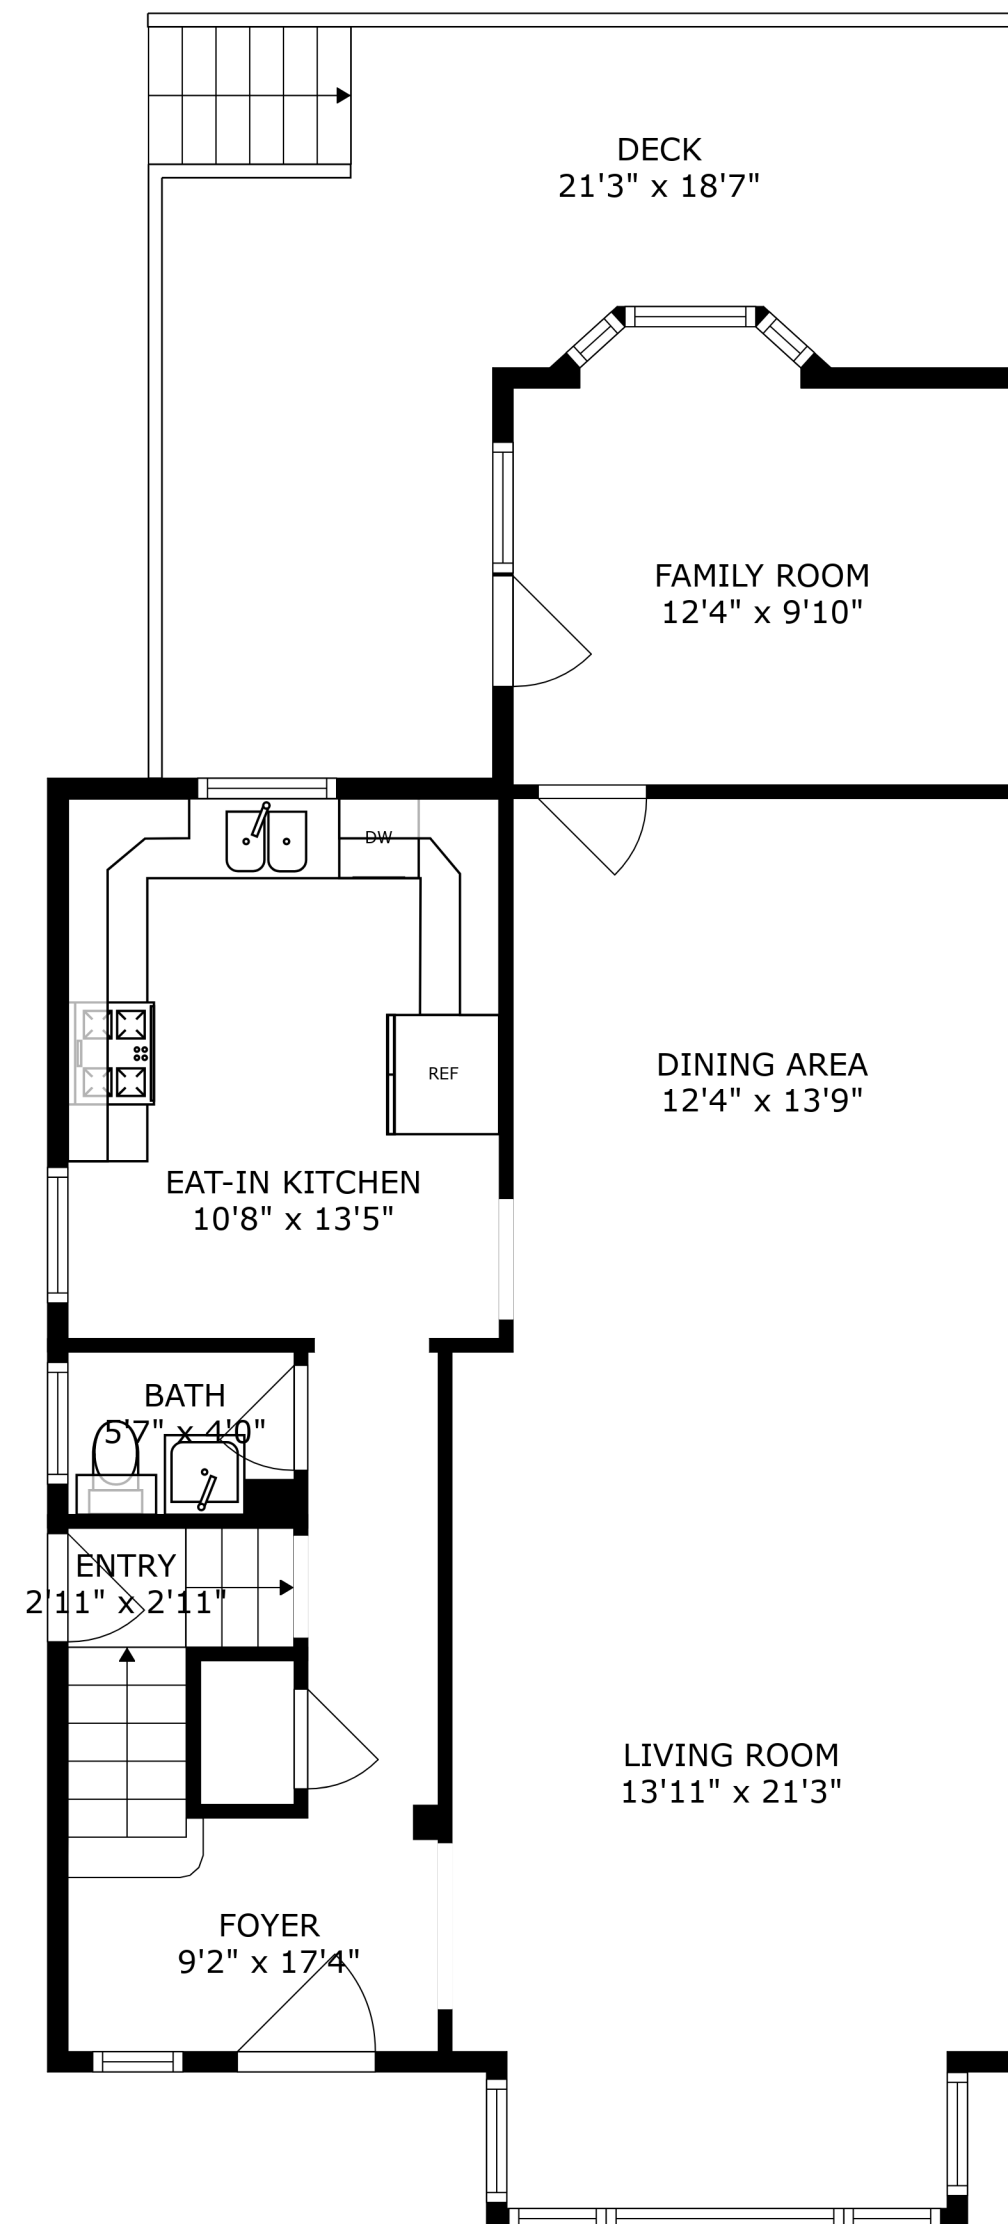 DECK
21'3" x 18'7"
FAMILY ROOM
12'4" x 9'10"
DW
REF
DINING AREA
12'4" x 13'9"
EAT-IN KITCHEN
10'8" x 13'5"
BATH
5'7" x 4'0"
ENTRY
2'11" x 2'11"
LIVING ROOM
13'11" x 21'3"
FOYER
9'2" x 17'4"